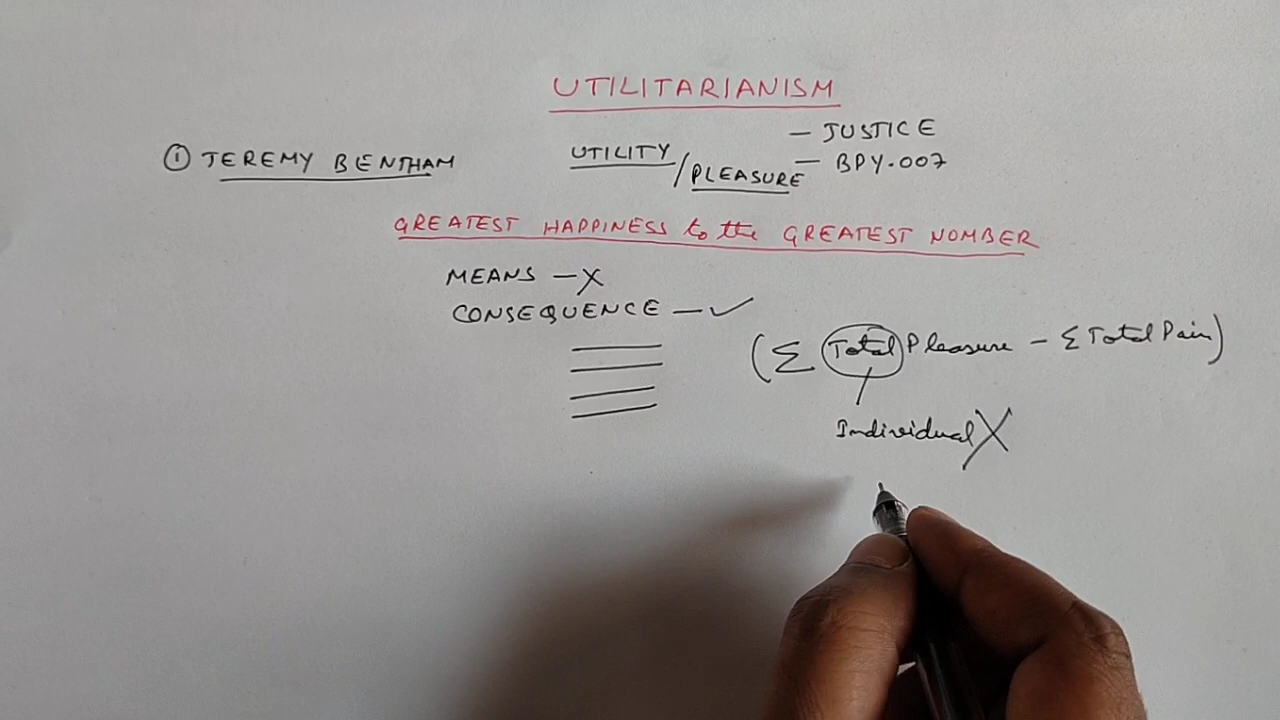 UTILITARIANISM
① JEREMY BENTHAM
UTILITY / PLEASURE
— JUSTICE
— BPY.007
GREATEST HAPPINESS to the GREATEST NOMBER
MEANS — X
CONSEQUENCE — ✓
(Σ Total Pleasure - Σ Total Pain)
Individual X